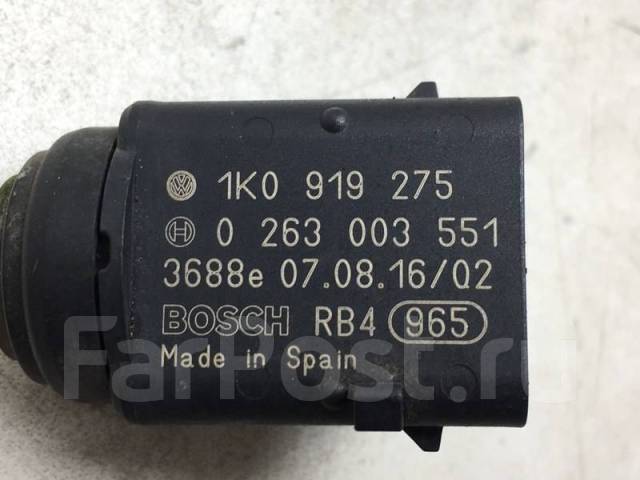 1K0 919 275
0 263 003 551
3688e 07.08.16/Q2
BOSCH RB4 965
Made in Spain
FarPost.ru